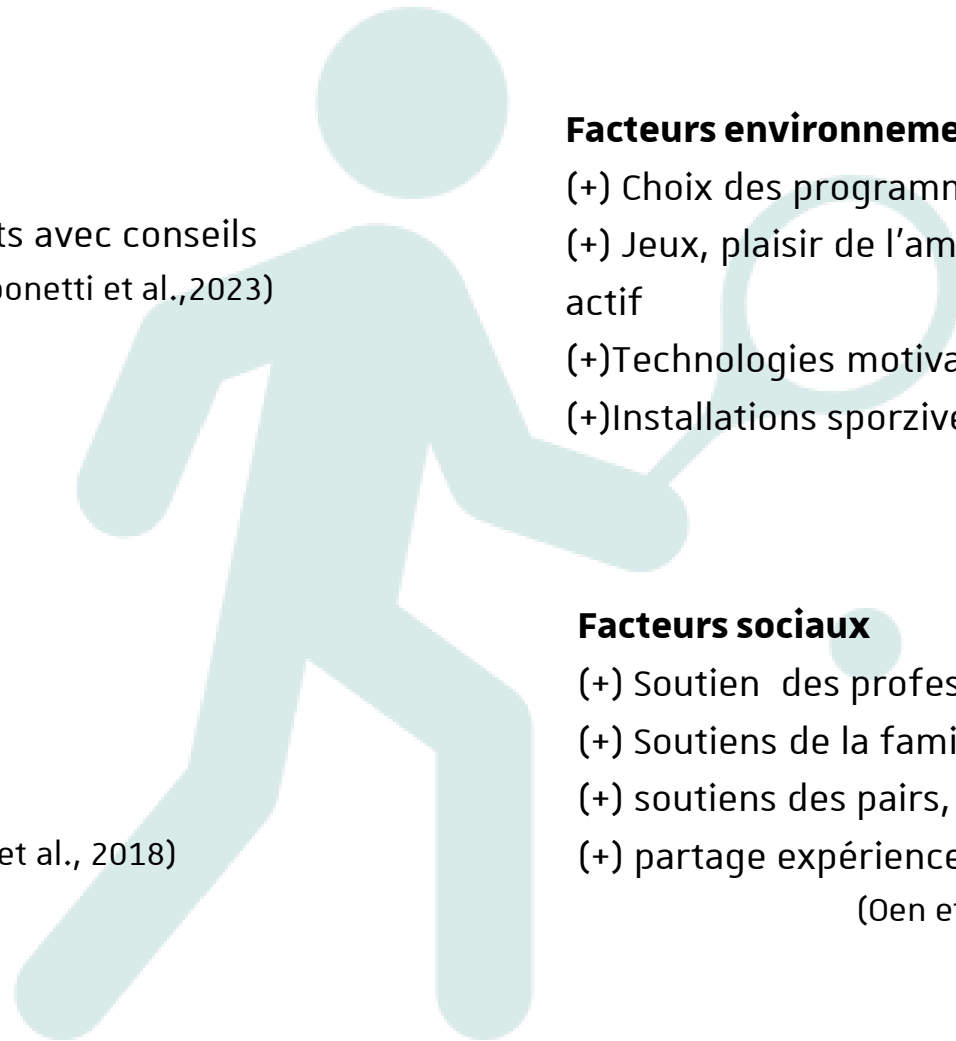 ts avec conseils
onetti et al.,2023)
et al., 2018)
Facteurs environneme
(+) Choix des program
(+) Jeux, plaisir de l'am
actif
(+)Technologies motiva
(+)Installations sporzive
Facteurs sociaux
(+) Soutien  des profes
(+) Soutiens de la fami
(+) soutiens des pairs,
(+) partage expérience
(Oen et